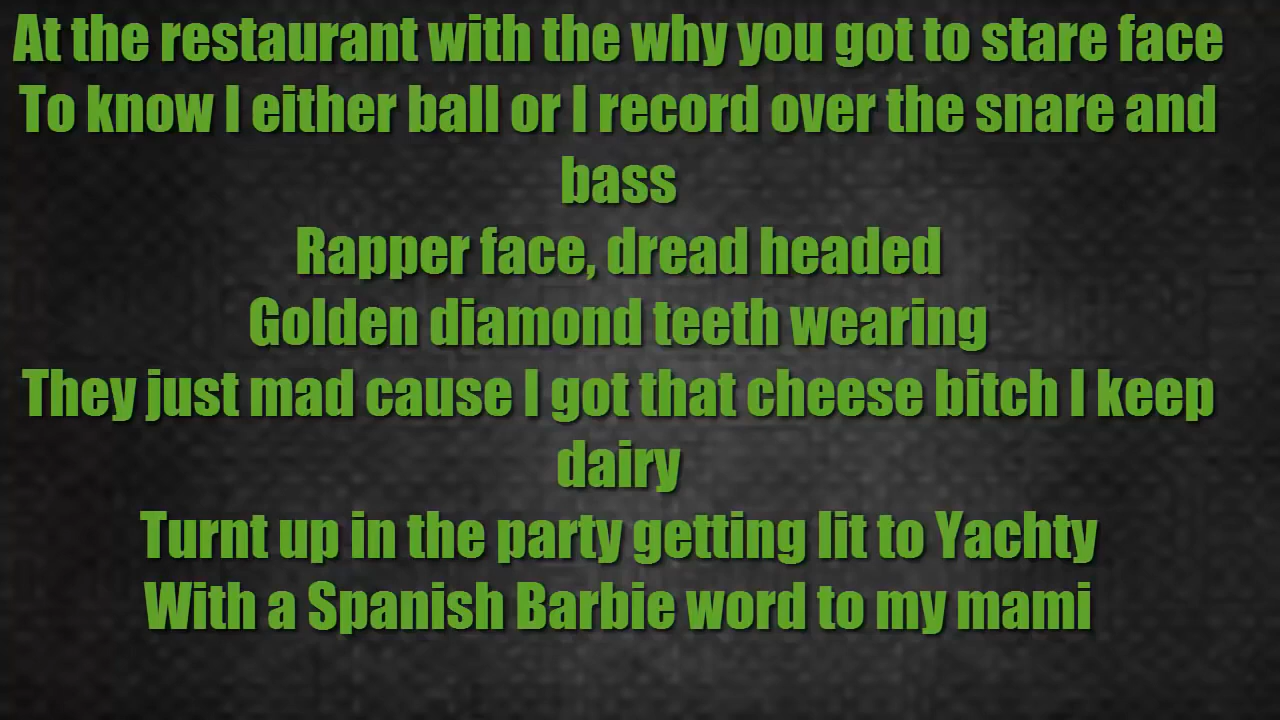 At the restaurant with the why you got to stare face
To know I either ball or I record over the snare and
bass
Rapper face, dread headed
Golden diamond teeth wearing
They just mad cause I got that cheese bitch I keep
dairy
Turnt up in the party getting lit to Yachty
With a Spanish Barbie word to my mami